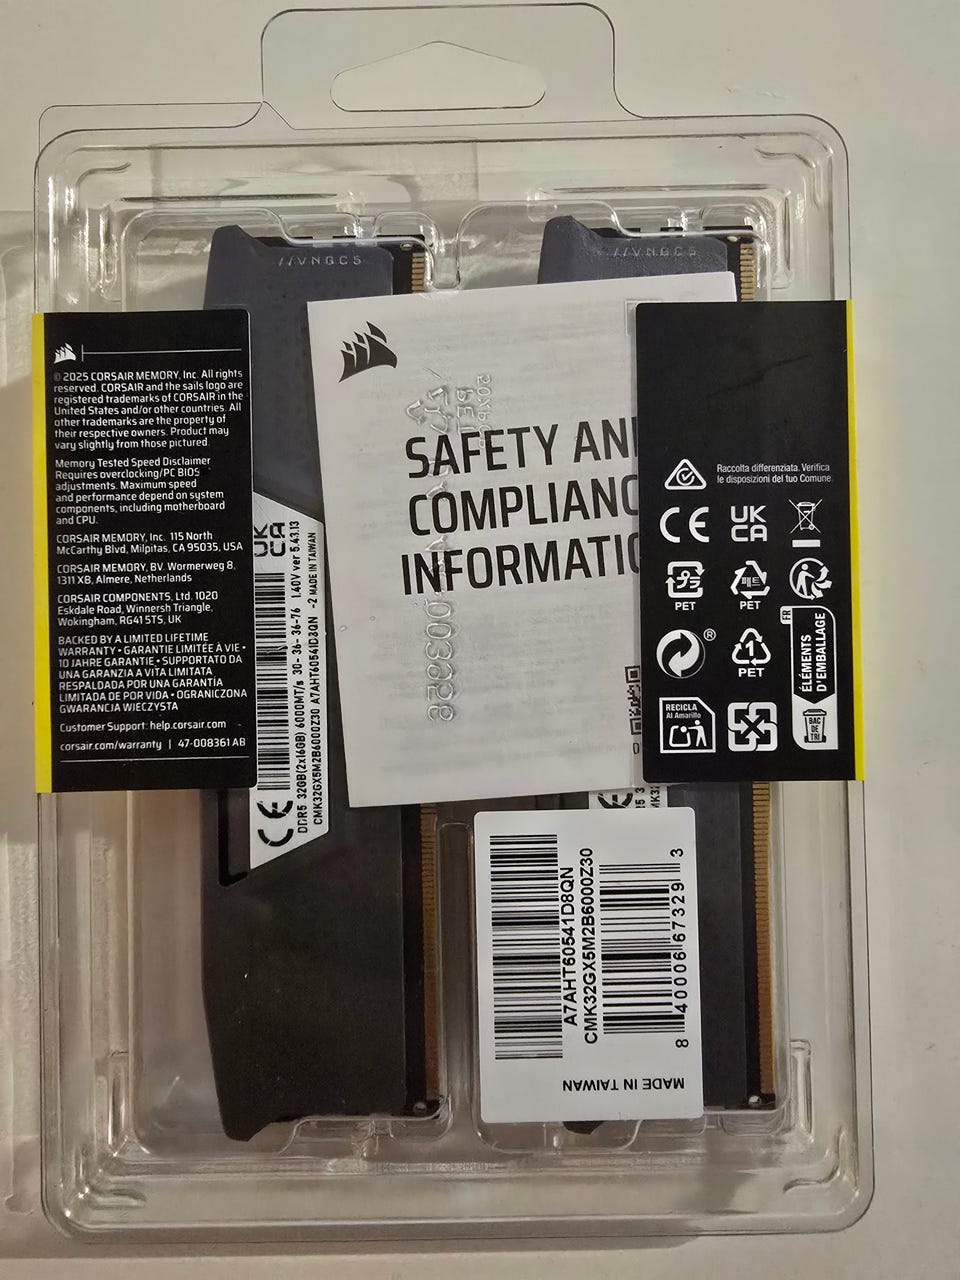 //VNGC5
//VNGC5
© 2025 CORSAIR MEMORY, Inc. All rights
reserved. CORSAIR and the sails logo are
registered trademarks of CORSAIR in the
United States and/or other countries. All
other trademarks are the property of
their respective owners. Product may
vary slightly from those pictured.
Memory Tested Speed Disclaimer
Requires overclocking/PC BIOS
adjustments. Maximum speed
and performance depend on system
components, including motherboard
and CPU.
CORSAIR MEMORY, Inc. 115 North
McCarthy Blvd, Milpitas, CA 95035, USA
CORSAIR MEMORY, BV. Wormerweg 8,
1311 XB, Almere, Netherlands
CORSAIR COMPONENTS, Ltd. 1020
Eskdale Road, Winnersh Triangle,
Wokingham, RG41 5TS, UK
BACKED BY A LIMITED LIFETIME
WARRANTY • GARANTIE LIMITÉE À VIE •
10 JAHRE GARANTIE • SUPPORTATO DA
UNA GARANZIA A VITA LIMITATA
RESPALDADA POR UNA GARANTÍA
LIMITADA DE POR VIDA • OGRANICZONA
GWARANCJA WIECZYSTA
Customer Support: help.corsair.com
corsair.com/warranty | 47-008361 AB
UK
CA
CE
DDR5 32GB(2x16GB) 6000MT/s 30-36-36-76 1.40V ver 5.43.13
CMK32GX5M2B6000Z30 A7AHT60541D8QN -2 MADE IN TAIWAN
SAFETY AN
COMPLIANC
INFORMATIO
Raccolta differenziata. Verifica
le disposizioni del tuo Comune.
CE
UK
CA
PET
PET
®
1
PET
FR
ÉLÉMENTS
D'EMBALLAGE
BAC
DE
TRI
RECICLA
Al Amarillo
CE
A7AHT60541D8QN
CMK32GX5M2B6000Z30
8 40006 67329 3
MADE IN TAIWAN